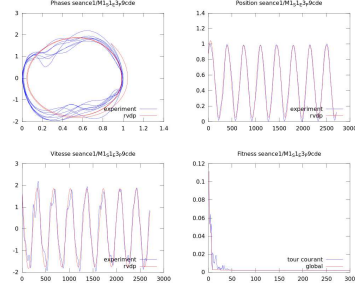 Phases seance1/M1S1E3P9cde
3
2
1
0
-1
-2
0 0.2 0.4 0.6 0.8 1 1.2 1.4
experiment
rvdp
Position seance1/M1S1E3P9cde
1.4
1.2
1
0.8
0.6
0.4
0.2
0
0 500 1000 1500 2000 2500 3000
experiment
rvdp
Vitesse seance1/M1S1E3P9cde
3
2
1
0
-1
-2
0 500 1000 1500 2000 2500 3000
experiment
rvdp
Fitness seance1/M1S1E3P9cde
0.12
0.1
0.08
0.06
0.04
0.02
0
0 50 100 150 200 250 300
tour courant
global